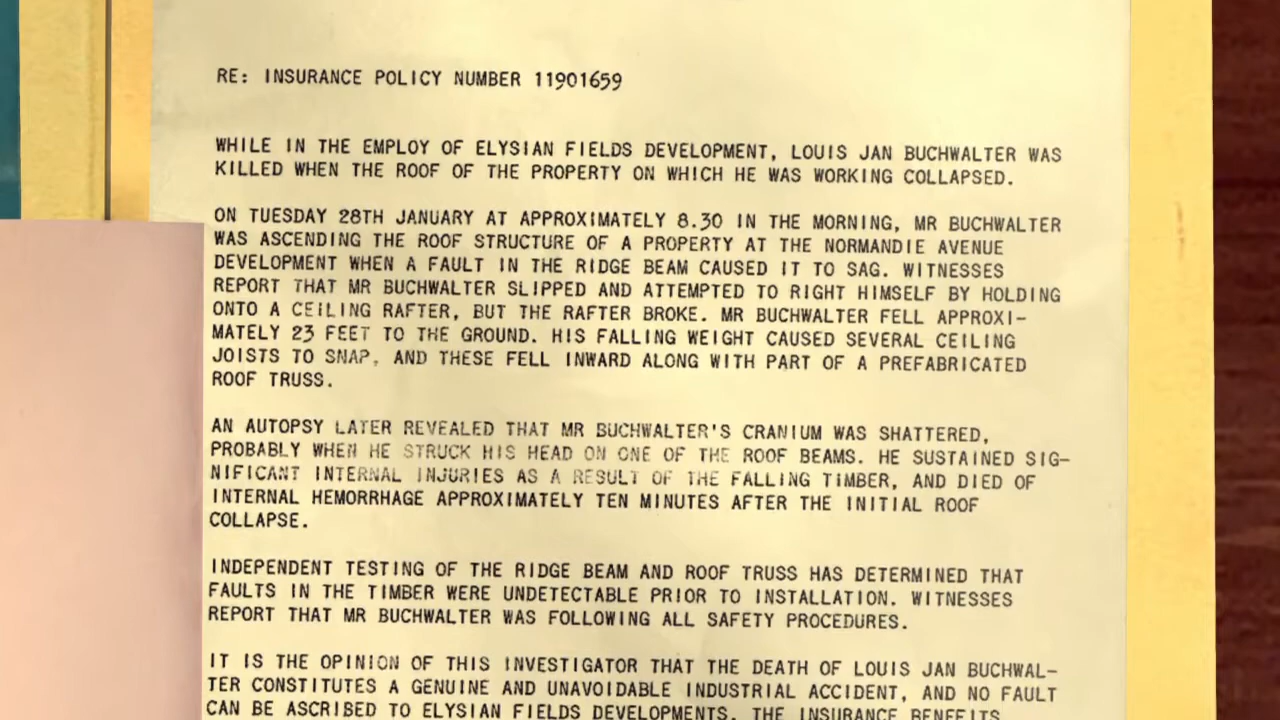 RE: INSURANCE POLICY NUMBER 11901659
WHILE IN THE EMPLOY OF ELYSIAN FIELDS DEVELOPMENT, LOUIS JAN BUCHWALTER WAS
KILLED WHEN THE ROOF OF THE PROPERTY ON WHICH HE WAS WORKING COLLAPSED.
ON TUESDAY 28TH JANUARY AT APPROXIMATELY 8.30 IN THE MORNING, MR BUCHWALTER
WAS ASCENDING THE ROOF STRUCTURE OF A PROPERTY AT THE NORMANDIE AVENUE
DEVELOPMENT WHEN A FAULT IN THE RIDGE BEAM CAUSED IT TO SAG. WITNESSES
REPORT THAT MR BUCHWALTER SLIPPED AND ATTEMPTED TO RIGHT HIMSELF BY HOLDING
ONTO A CEILING RAFTER, BUT THE RAFTER BROKE. MR BUCHWALTER FELL APPROXI-
MATELY 23 FEET TO THE GROUND. HIS FALLING WEIGHT CAUSED SEVERAL CEILING
JOISTS TO SNAP, AND THESE FELL INWARD ALONG WITH PART OF A PREFABRICATED
ROOF TRUSS.
AN AUTOPSY LATER REVEALED THAT MR BUCHWALTER'S CRANIUM WAS SHATTERED,
PROBABLY WHEN HE STRUCK HIS HEAD ON ONE OF THE ROOF BEAMS. HE SUSTAINED SIG-
NIFICANT INTERNAL INJURIES AS A RESULT OF THE FALLING TIMBER, AND DIED OF
INTERNAL HEMORRHAGE APPROXIMATELY TEN MINUTES AFTER THE INITIAL ROOF
COLLAPSE.
INDEPENDENT TESTING OF THE RIDGE BEAM AND ROOF TRUSS HAS DETERMINED THAT
FAULTS IN THE TIMBER WERE UNDETECTABLE PRIOR TO INSTALLATION. WITNESSES
REPORT THAT MR BUCHWALTER WAS FOLLOWING ALL SAFETY PROCEDURES.
IT IS THE OPINION OF THIS INVESTIGATOR THAT THE DEATH OF LOUIS JAN BUCHWAL-
TER CONSTITUTES A GENUINE AND UNAVOIDABLE INDUSTRIAL ACCIDENT, AND NO FAULT
CAN BE ASCRIBED TO ELYSIAN FIELDS DEVELOPMENTS. THE INSURANCE BENEFITS